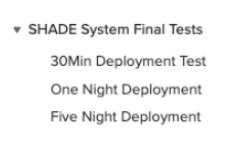 SHADE System Final Tests
30Min Deployment Test
One Night Deployment
Five Night Deployment